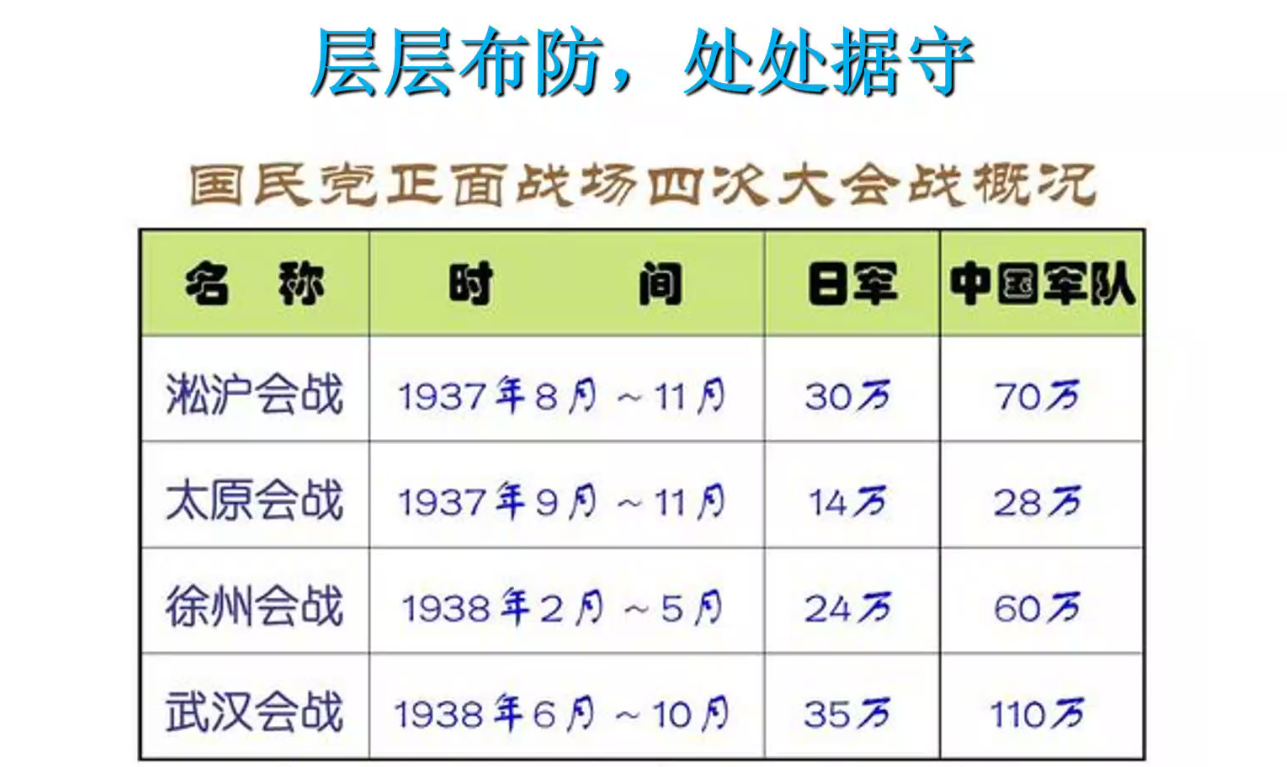 层层布防，处处据守
国民党正面战场四次大会战概况
名 称 时 间 日军 中国军队
淞沪会战 1937年8月～11月 30万 70万
太原会战 1937年9月～11月 14万 28万
徐州会战 1938年2月～5月 24万 60万
武汉会战 1938年6月～10月 35万 110万